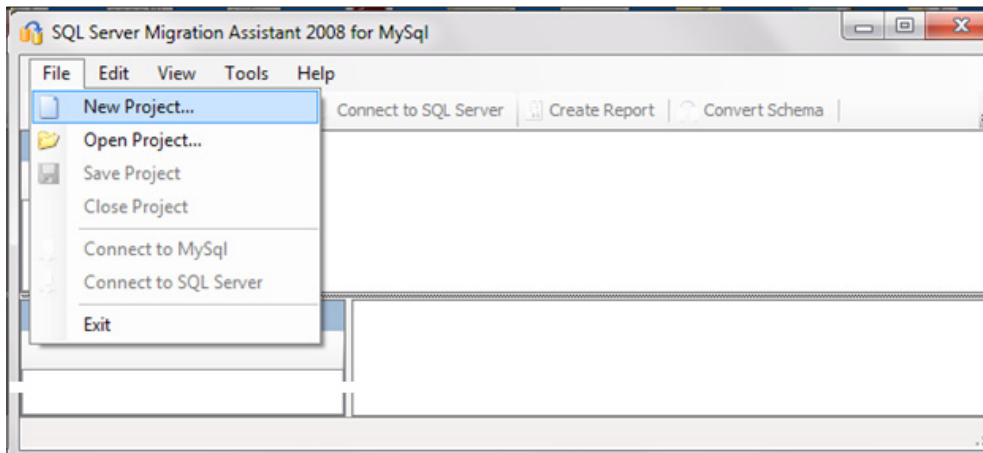 SQL Server Migration Assistant 2008 for MySql
File Edit View Tools Help
New Project... Connect to SQL Server Create Report Convert Schema
Open Project...
Save Project
Close Project
Connect to MySql
Connect to SQL Server
Exit